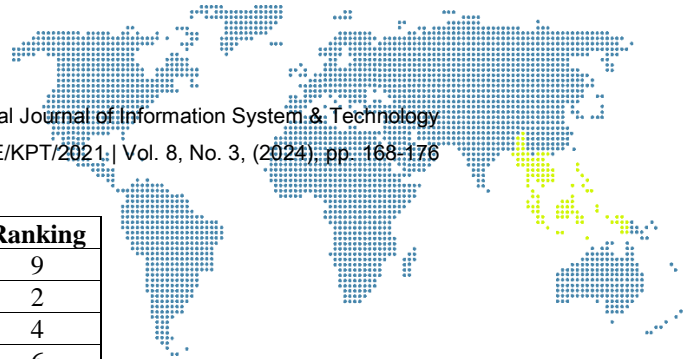 al Journal of Information System & Technology
E/KPT/2021 | Vol. 8, No. 3, (2024), pp. 168-176
Ranking
9
2
4
6